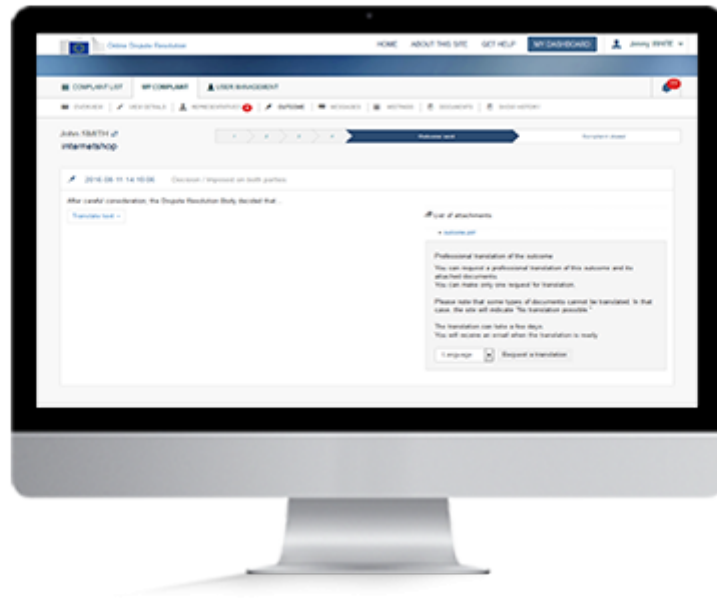 Online Dispute Resolution
HOME ABOUT THIS SITE GET HELP MY DASHBOARD Jimmy WHITE
COMPLAINT LIST MY COMPLAINT USER MANAGEMENT
OVERVIEW VIEW DETAILS REPRESENTATIVES OUTCOME MESSAGES MEETINGS DOCUMENTS SHOW HISTORY
John SMITH
internetshop
Outcome sent
2016-08-11 14:10:06 Decision / Imposed on both parties
After careful consideration, the Dispute Resolution Body decided that...
Translate text
List of attachments
outcome.pdf
Professional translation of the outcome
You can request a professional translation of this outcome and its
attached documents.
You can make only one request for translation.
Please note that some types of documents cannot be translated. In that
case, the site will indicate "No translation possible."
The translation can take a few days.
You will receive an email when the translation is ready.
Language Request a translation